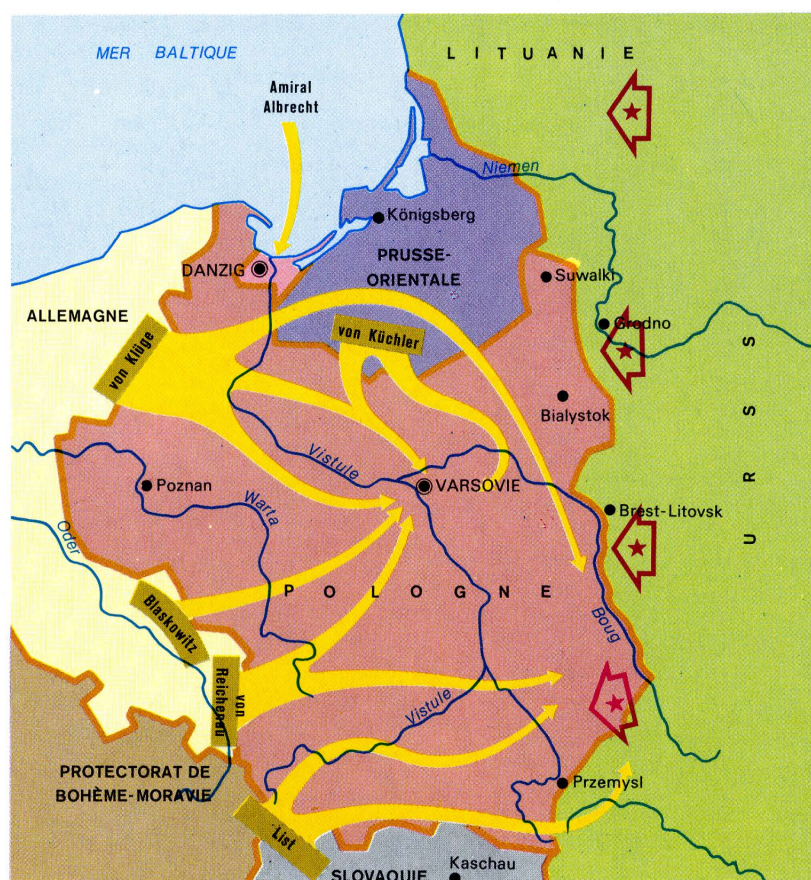 MER BALTIQUE
LITUANIE
Amiral
Albrecht
Niemen
Königsberg
PRUSSE-
ORIENTALE
DANZIG
Suwalki
ALLEMAGNE
Grodno
von Klüge
von Küchler
Bialystok
URSS
Vistule
Poznan
VARSOVIE
Warta
Brest-Litovsk
Oder
POLOGNE
Blaskowitz
Boug
von
Reichenau
Vistule
PROTECTORAT DE
BOHÈME-MORAVIE
Przemysl
List
Kaschau
SLOVAQUIE